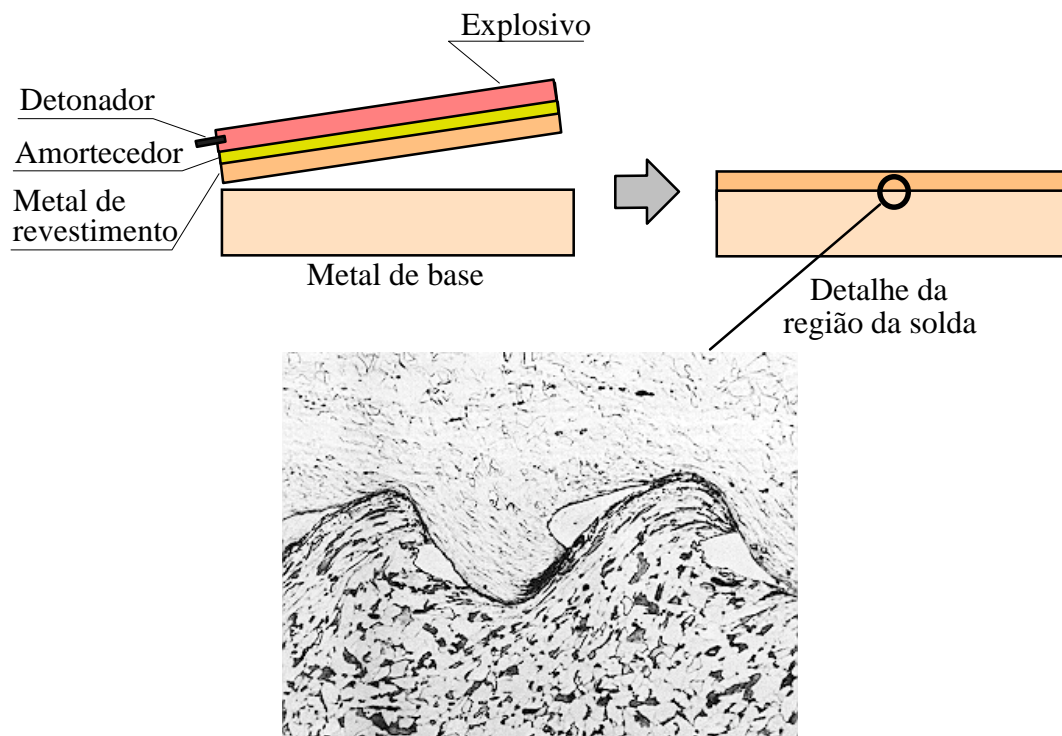 Explosivo
Detonador
Amortecedor
Metal de
revestimento
Metal de base
Detalhe da
região da solda